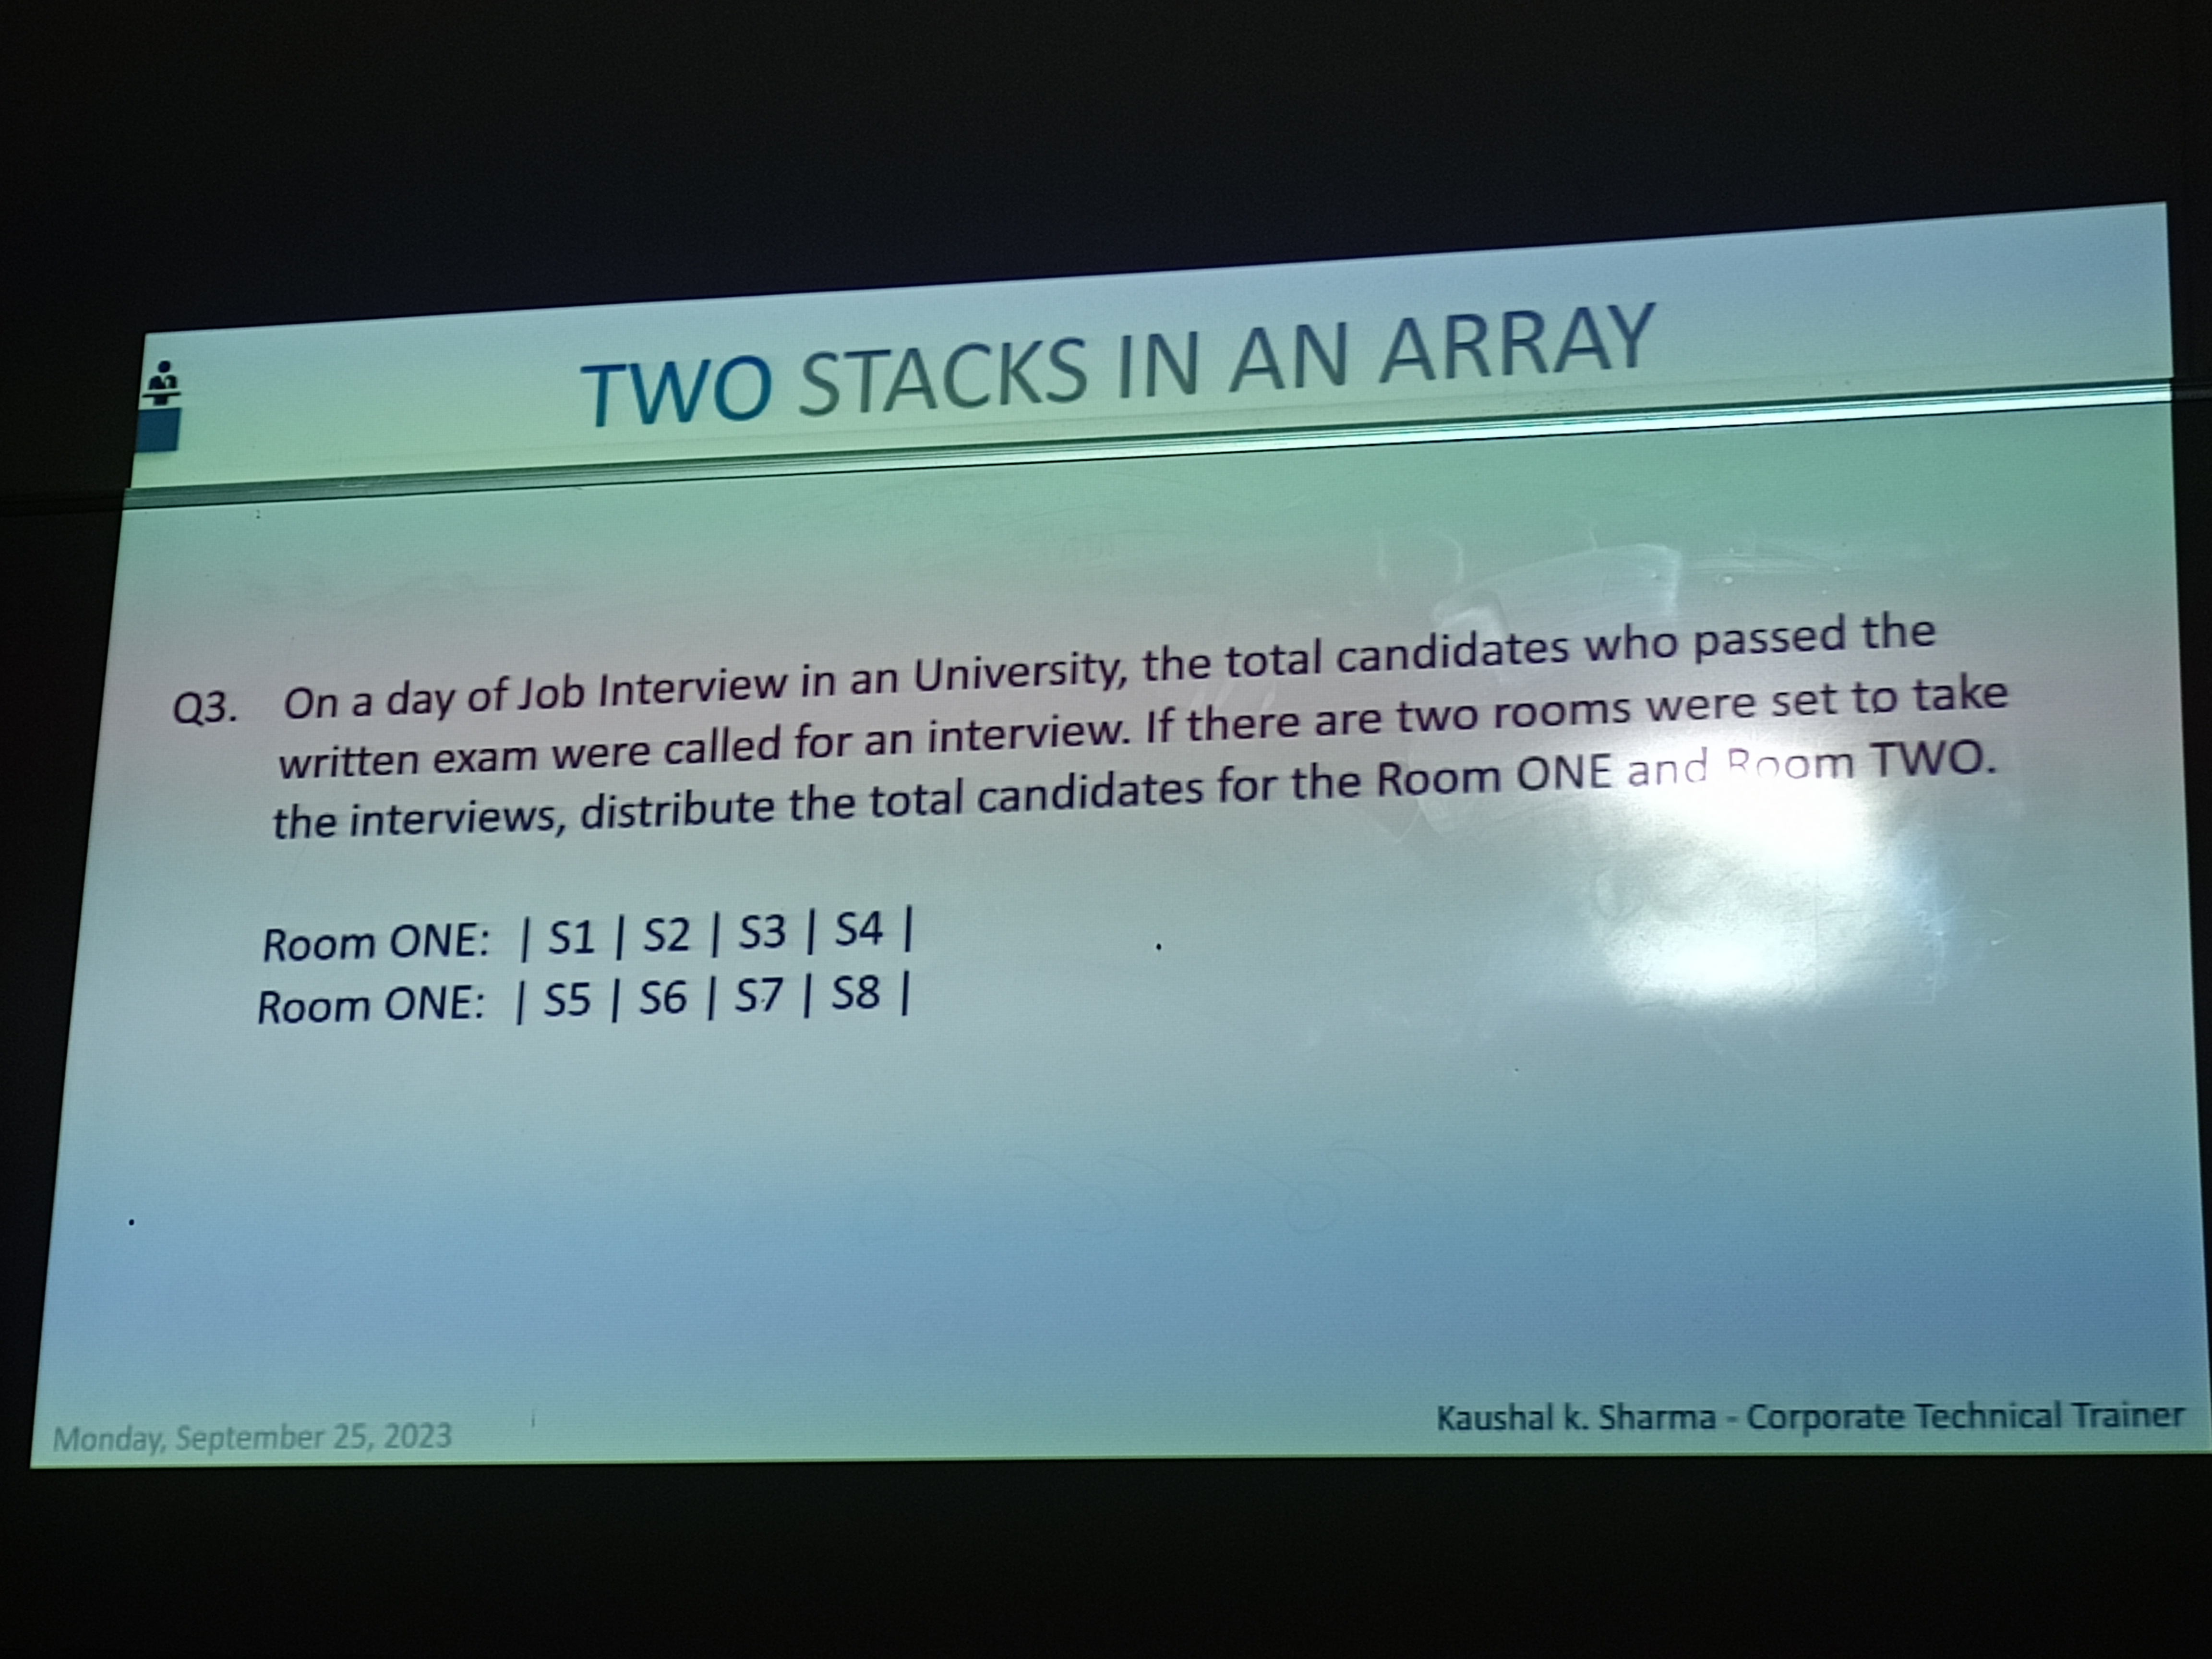 TWO STACKS IN AN ARRAY
Q3. On a day of Job Interview in an University, the total candidates who passed the
written exam were called for an interview. If there are two rooms were set to take
the interviews, distribute the total candidates for the Room ONE and Room TWO.
Room ONE: | S1 | S2 | S3 | S4 |
Room ONE: | S5 | S6 | S7 | S8 |
Monday, September 25, 2023
Kaushal k. Sharma - Corporate Technical Trainer